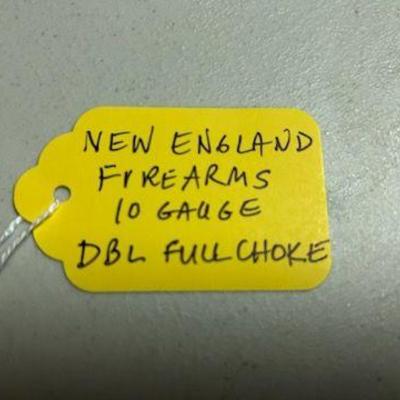 NEW ENGLAND
FIREARMS
10 GAUGE
DBL FULL CHOKE